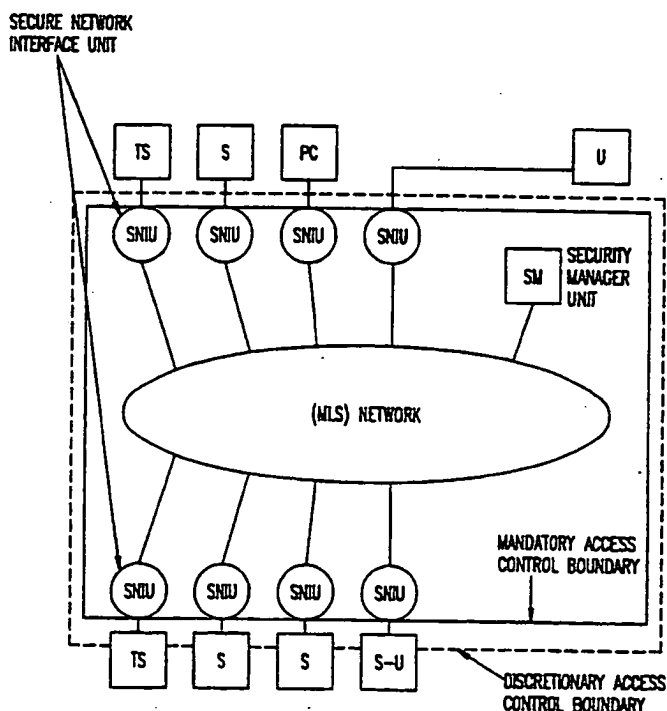 SECURE NETWORK
INTERFACE UNIT
TS
S
PC
U
SNIU
SNIU
SNIU
SNIU
SM
SECURITY
MANAGER
UNIT
(MLS) NETWORK
MANDATORY ACCESS
CONTROL BOUNDARY
SNIU
SNIU
SNIU
SNIU
TS
S
S
S-U
DISCRETIONARY ACCESS
CONTROL BOUNDARY